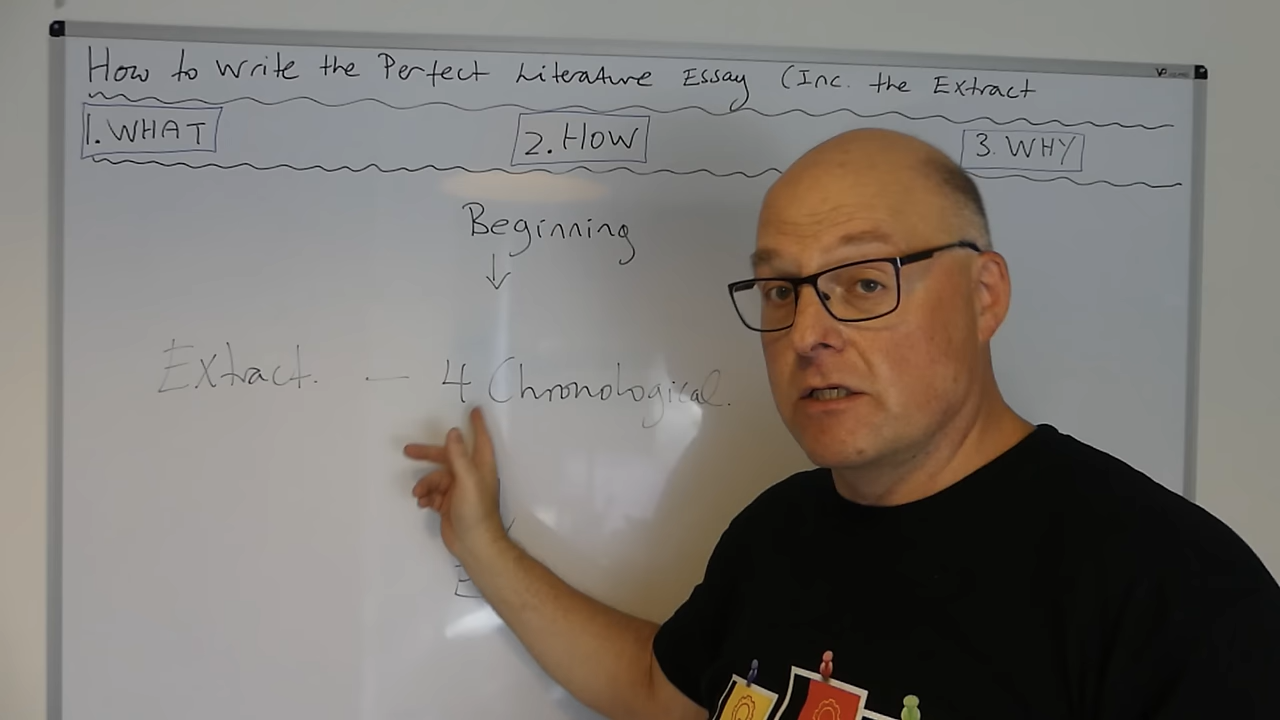 How to write the Perfect Literature Essay (Inc. the Extract
1. WHAT
2. HOW
3. WHY
Beginning
↓
Extract. — 4 Chronological.